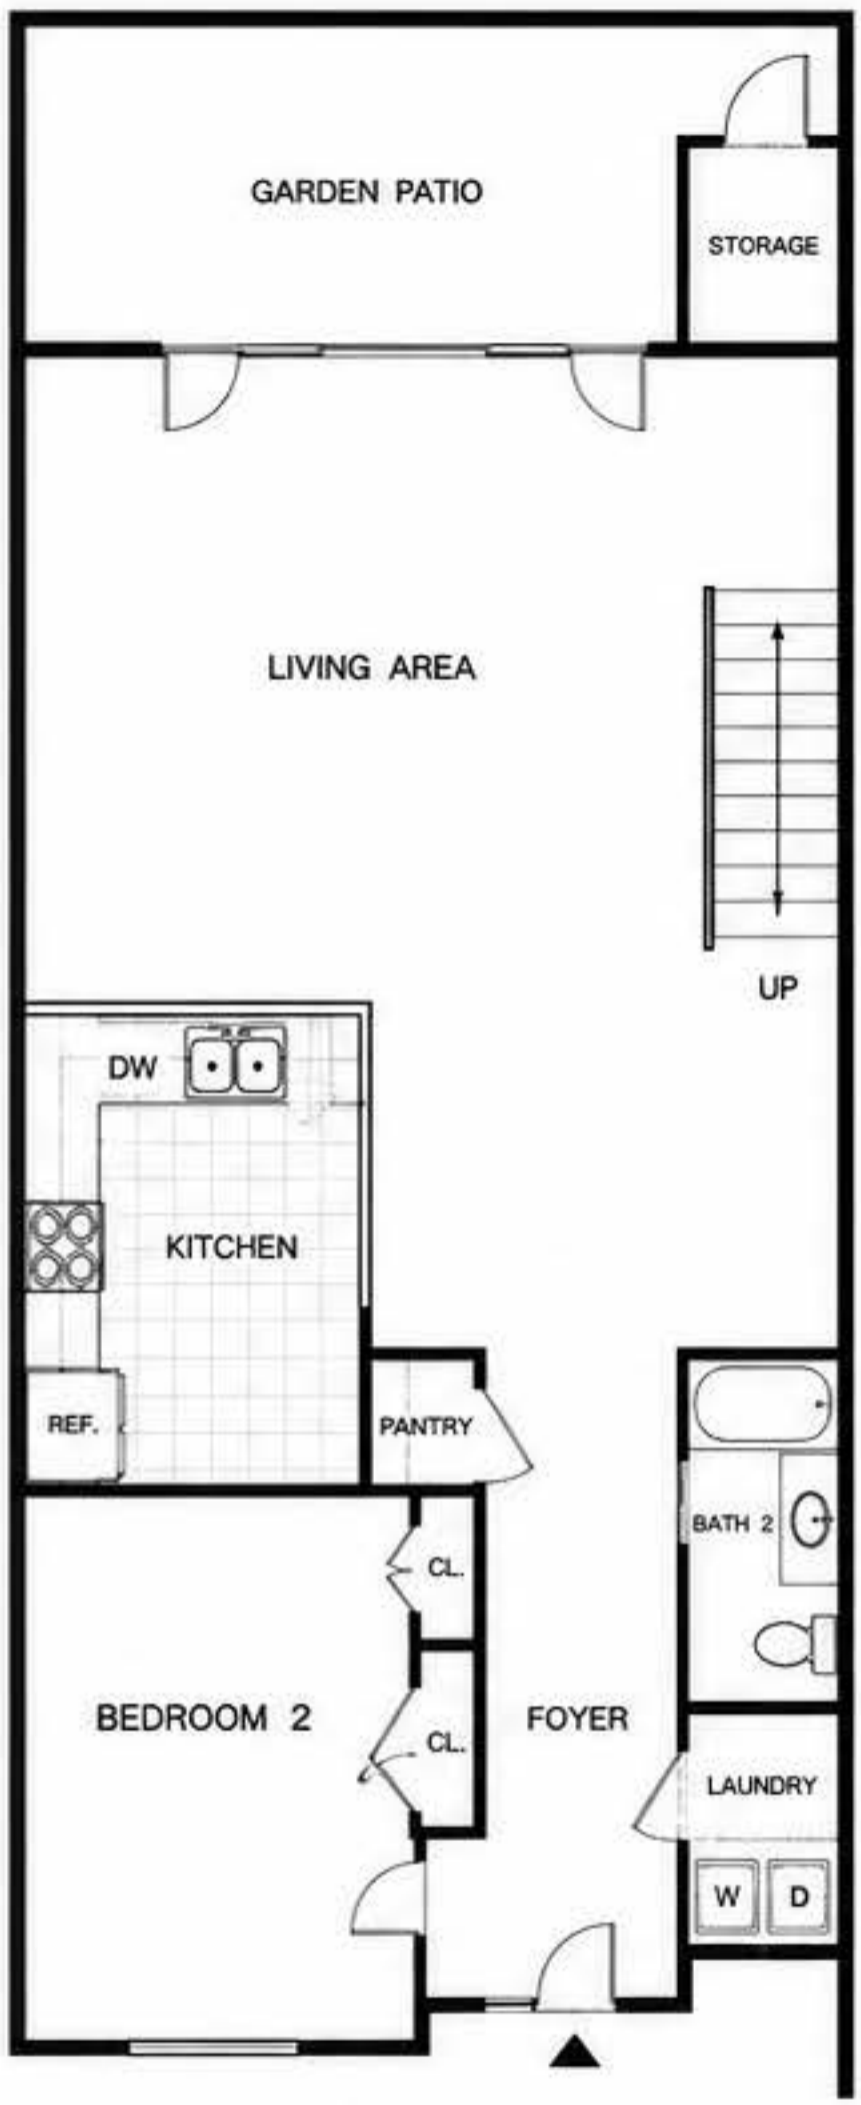 GARDEN PATIO
STORAGE
LIVING AREA
UP
DW
KITCHEN
REF.
PANTRY
BATH 2
CL.
BEDROOM 2
FOYER
CL.
LAUNDRY
W D